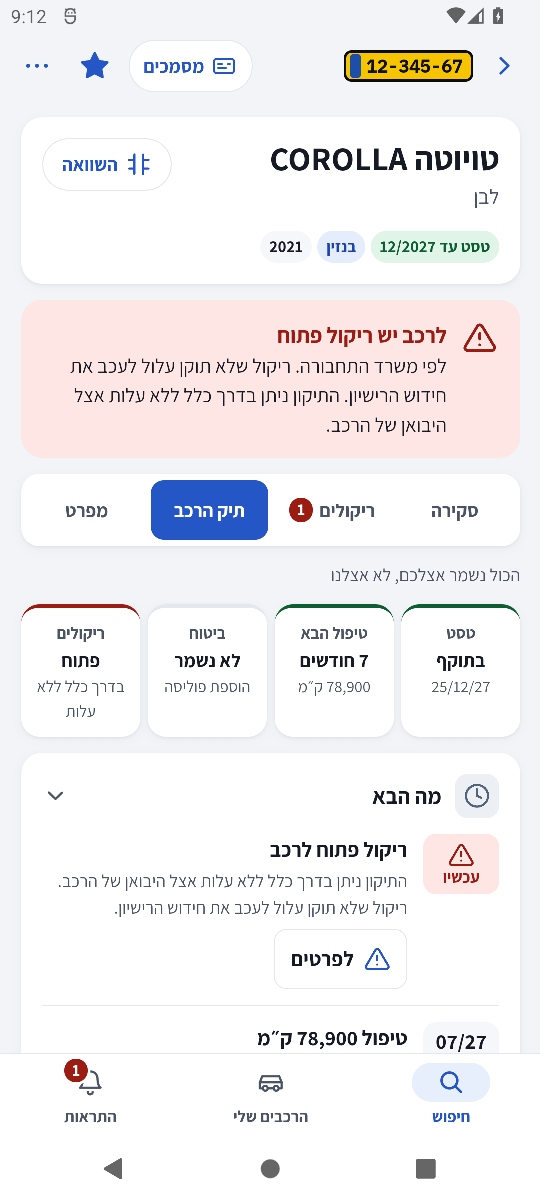 9:12
12-345-67
מסמכים
טויוטה COROLLA
השוואה
לבן
טסט עד 12/2027
בנזין
2021
לרכב יש ריקול פתוח
לפי משרד התחבורה. ריקול שלא תוקן עלול לעכב את
חידוש הרישיון. התיקון ניתן בדרך כלל ללא עלות אצל
היבואן של הרכב.
סקירה
ריקולים 1
תיק הרכב
מפרט
הכול נשמר אצלכם, לא אצלנו
טסט
בתוקף
25/12/27
טיפול הבא
7 חודשים
78,900 ק״מ
ביטוח
לא נשמר
הוספת פוליסה
ריקולים
פתוח
בדרך כלל ללא
עלות
מה הבא
עכשיו
ריקול פתוח לרכב
התיקון ניתן בדרך כלל ללא עלות אצל היבואן של הרכב.
ריקול שלא תוקן עלול לעכב את חידוש הרישיון.
לפרטים
07/27
טיפול 78,900 ק״מ
חיפוש
הרכבים שלי
1
התראות